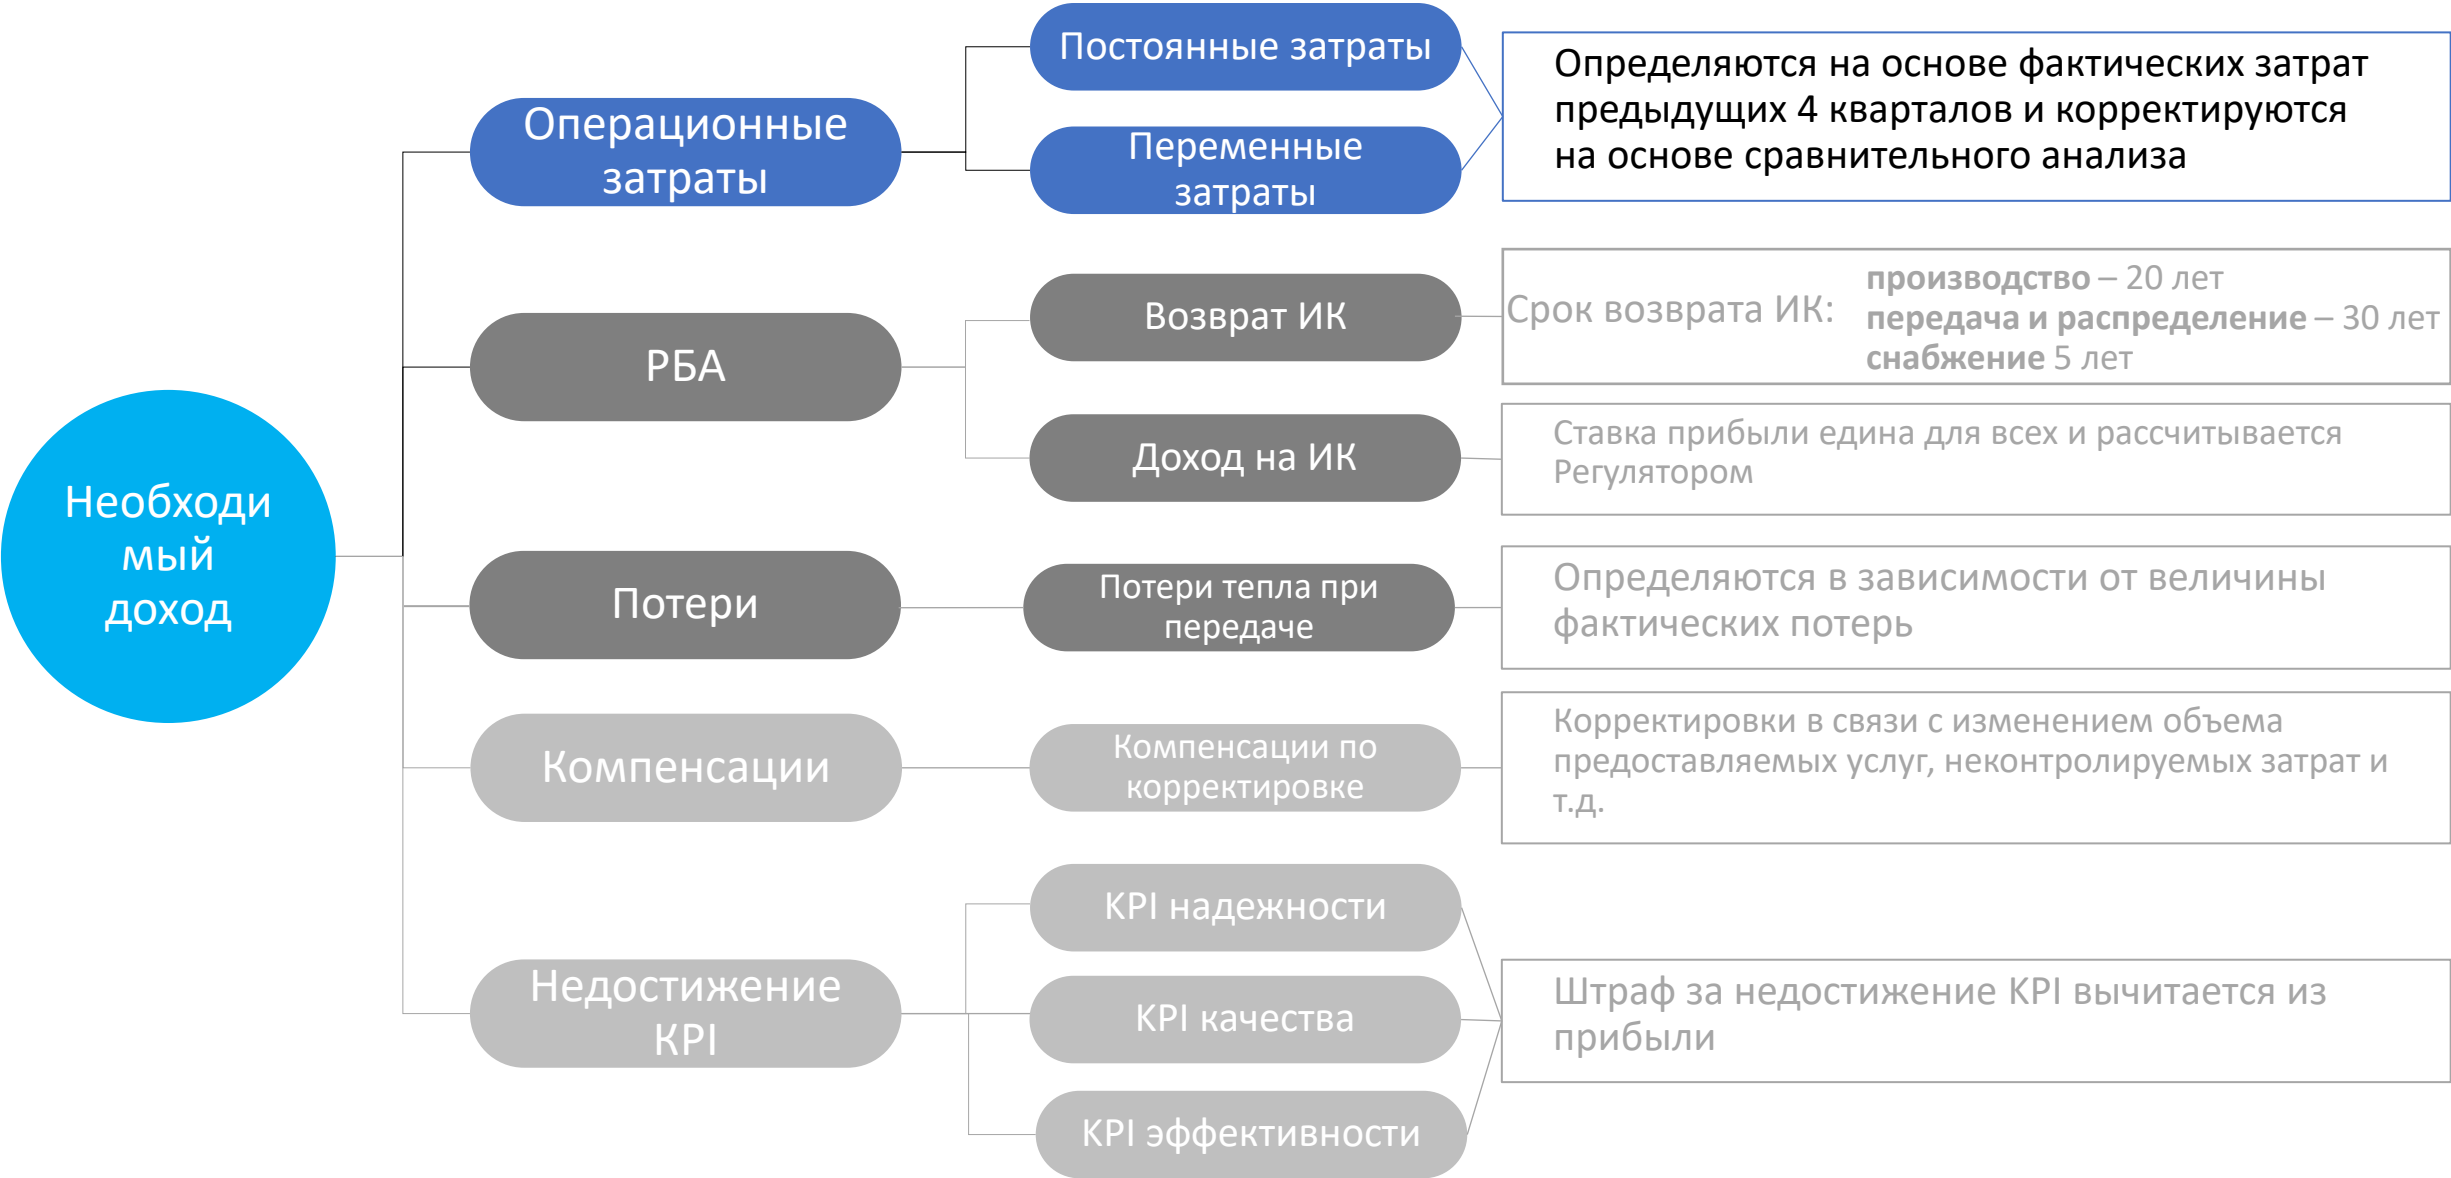 Необходи
мый
доход
Операционные
затраты
Постоянные затраты
Переменные
затраты
Определяются на основе фактических затрат
предыдущих 4 кварталов и корректируются
на основе сравнительного анализа
РБА
Возврат ИК
Срок возврата ИК:
производство – 20 лет
передача и распределение – 30 лет
снабжение 5 лет
Доход на ИК
Ставка прибыли едина для всех и рассчитывается
Регулятором
Потери
Потери тепла при
передаче
Определяются в зависимости от величины
фактических потерь
Компенсации
Компенсации по
корректировке
Корректировки в связи с изменением объема
предоставляемых услуг, неконтролируемых затрат и
т.д.
Недостижение
KPI
KPI надежности
KPI качества
KPI эффективности
Штраф за недостижение KPI вычитается из
прибыли